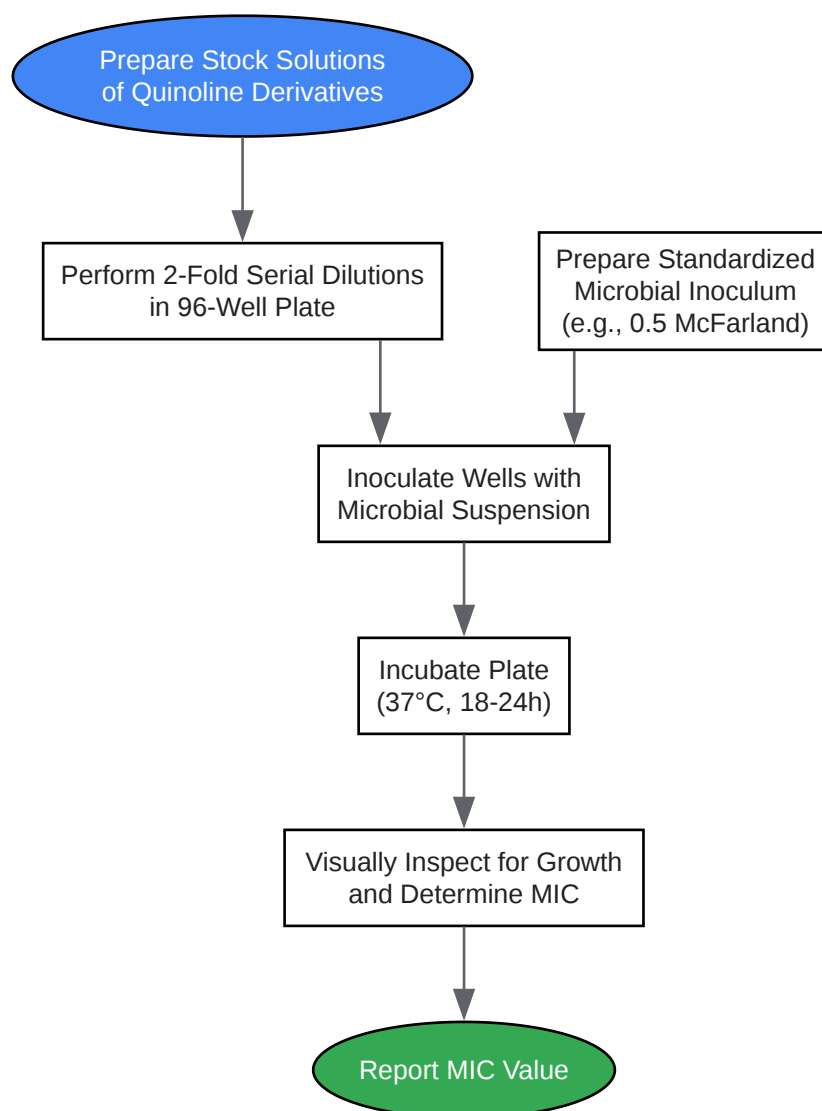 Prepare Stock Solutions
of Quinoline Derivatives
Perform 2-Fold Serial Dilutions
in 96-Well Plate
Prepare Standardized
Microbial Inoculum
(e.g., 0.5 McFarland)
Inoculate Wells with
Microbial Suspension
Incubate Plate
(37°C, 18-24h)
Visually Inspect for Growth
and Determine MIC
Report MIC Value